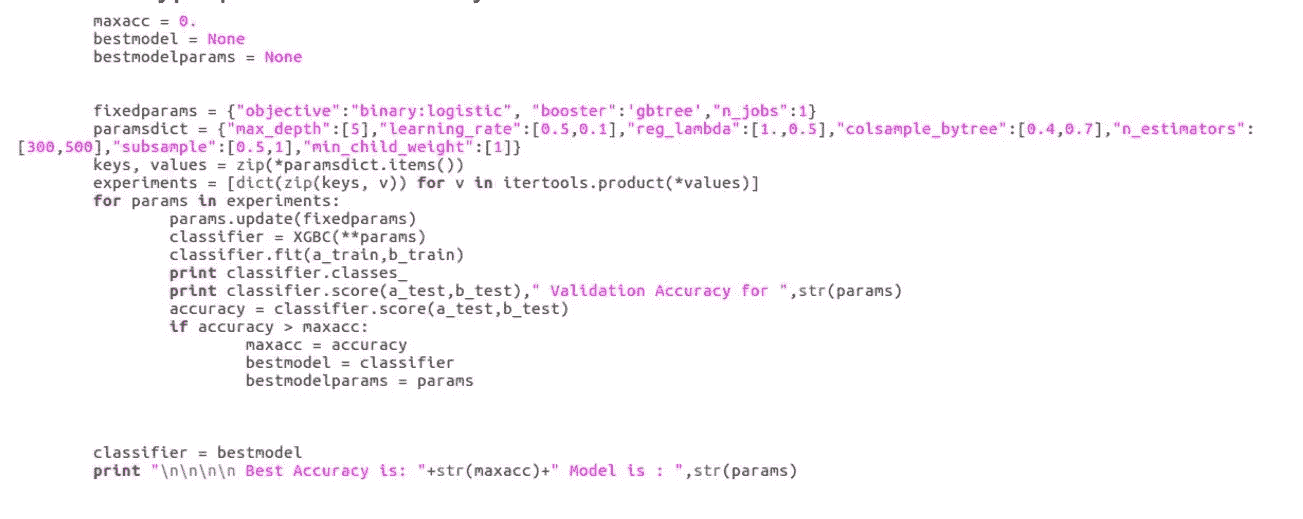 maxacc = 0.
bestmodel = None
bestmodelparams = None
fixedparams = {"objective":"binary:logistic", "booster":'gbtree',"n_jobs":1}
paramsdict = {"max_depth":[5],"learning_rate":[0.5,0.1],"reg_lambda":[1.,0.5],"colsample_bytree":[0.4,0.7],"n_estimators":
[300,500],"subsample":[0.5,1],"min_child_weight":[1]}
keys, values = zip(*paramsdict.items())
experiments = [dict(zip(keys, v)) for v in itertools.product(*values)]
for params in experiments:
params.update(fixedparams)
classifier = XGBC(**params)
classifier.fit(a_train,b_train)
print classifier.classes_
print classifier.score(a_test,b_test)," Validation Accuracy for ",str(params)
accuracy = classifier.score(a_test,b_test)
if accuracy > maxacc:
maxacc = accuracy
bestmodel = classifier
bestmodelparams = params
classifier = bestmodel
print "\n\n\n\n Best Accuracy is: "+str(maxacc)+" Model is : ",str(params)